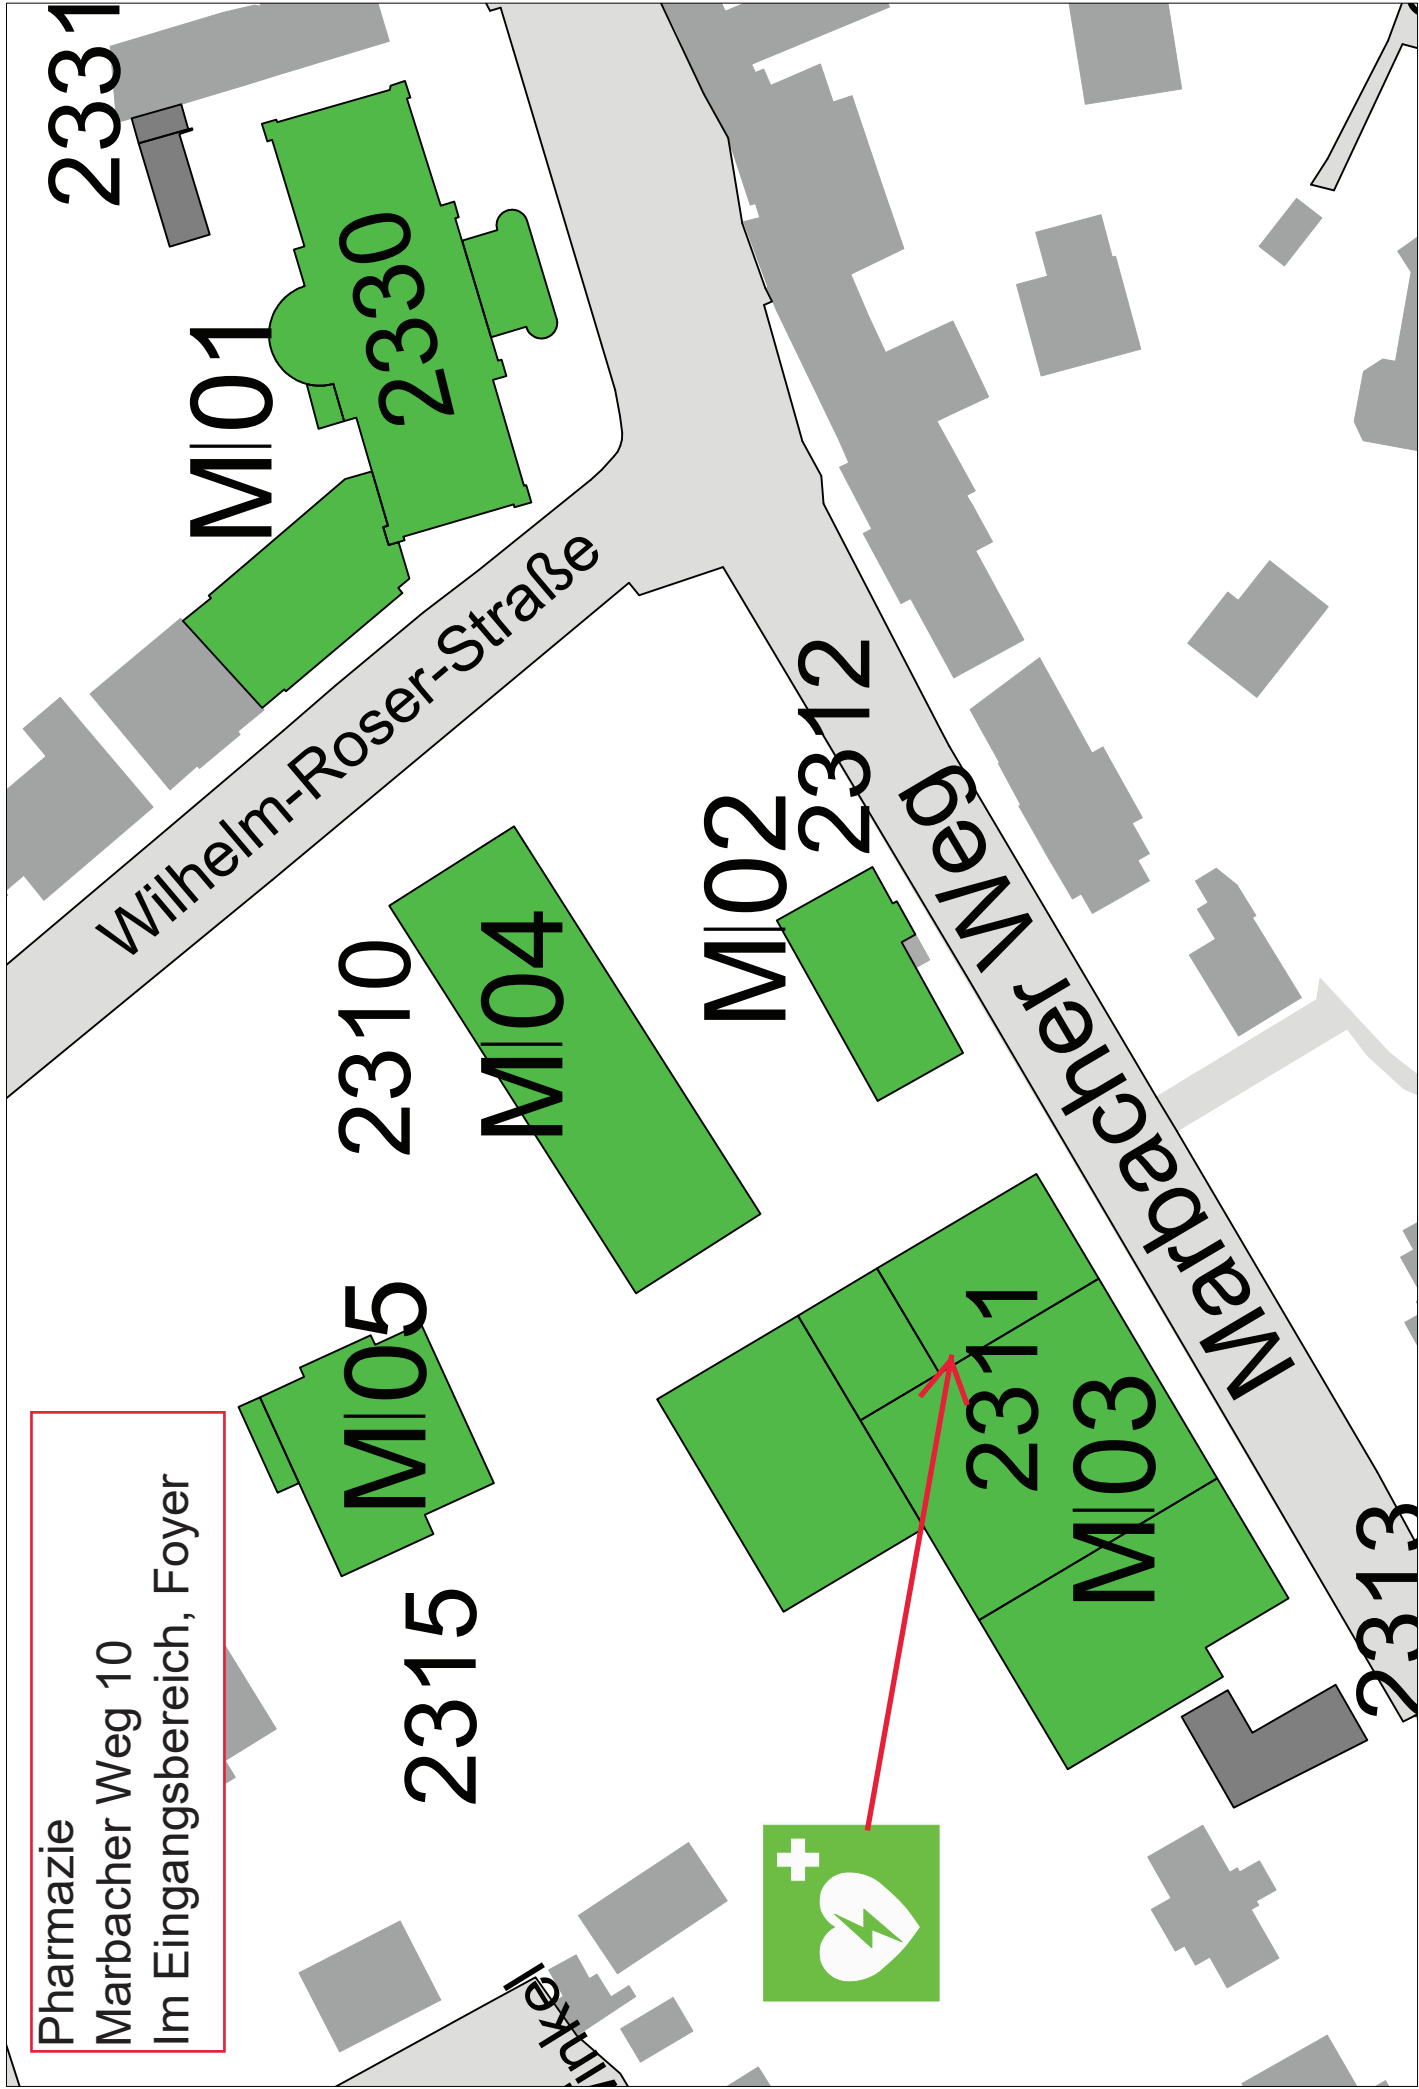 Pharmazie
Marbacher Weg 10
Im Eingangsbereich, Foyer
2331
M|01
2330
Wilhelm-Roser-Straße
2310
M|04
M|02
2312
Marbacher Weg
M|05
2315
2311
M|03
2313